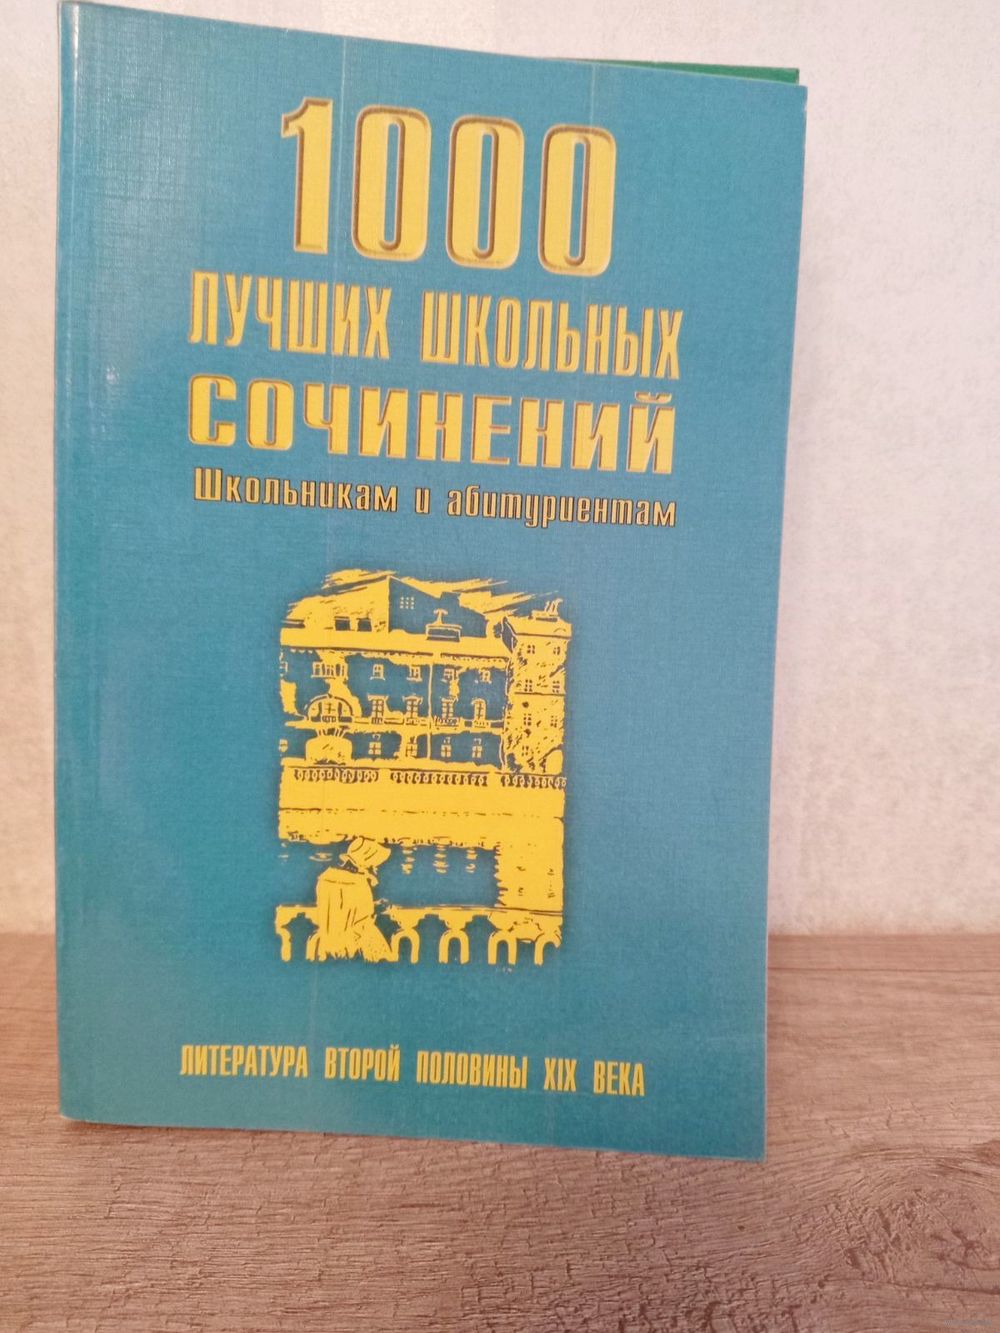 1000
ЛУЧШИХ ШКОЛЬНЫХ
СОЧИНЕНИЙ
Школьникам и абитуриентам
ЛИТЕРАТУРА ВТОРОЙ ПОЛОВИНЫ XIX ВЕКА